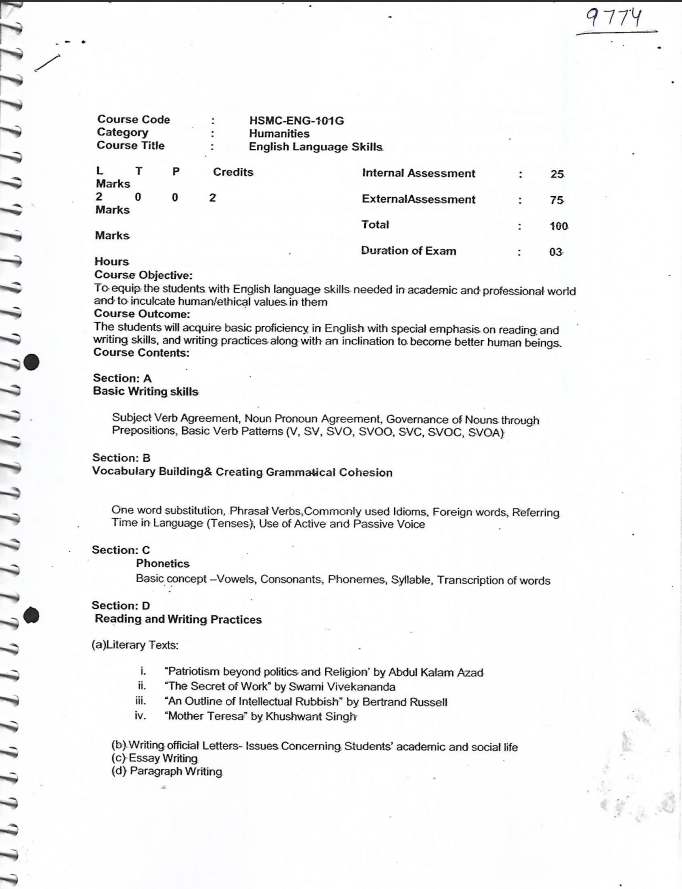 9774
Course Code : HSMC-ENG-101G
Category : Humanities
Course Title : English Language Skills
L T P Credits Internal Assessment : 25
Marks
2 0 0 2 ExternalAssessment : 75
Marks
Total : 100
Marks
Duration of Exam : 03
Hours
Course Objective:
To equip the students with English language skills needed in academic and professional world
and to inculcate human/ethical values in them
Course Outcome:
The students will acquire basic proficiency in English with special emphasis on reading and
writing skills, and writing practices along with an inclination to become better human beings.
Course Contents:
Section: A
Basic Writing skills
Subject Verb Agreement, Noun Pronoun Agreement, Governance of Nouns through
Prepositions, Basic Verb Patterns (V, SV, SVO, SVOO, SVC, SVOC, SVOA)
Section: B
Vocabulary Building& Creating Grammatical Cohesion
One word substitution, Phrasal Verbs,Commonly used Idioms, Foreign words, Referring
Time in Language (Tenses), Use of Active and Passive Voice
Section: C
Phonetics
Basic concept –Vowels, Consonants, Phonemes, Syllable, Transcription of words
Section: D
Reading and Writing Practices
(a)Literary Texts:
i. "Patriotism beyond politics and Religion' by Abdul Kalam Azad
ii. "The Secret of Work" by Swami Vivekananda
iii. "An Outline of Intellectual Rubbish" by Bertrand Russell
iv. "Mother Teresa" by Khushwant Singh
(b) Writing official Letters- Issues Concerning Students' academic and social life
(c) Essay Writing
(d) Paragraph Writing